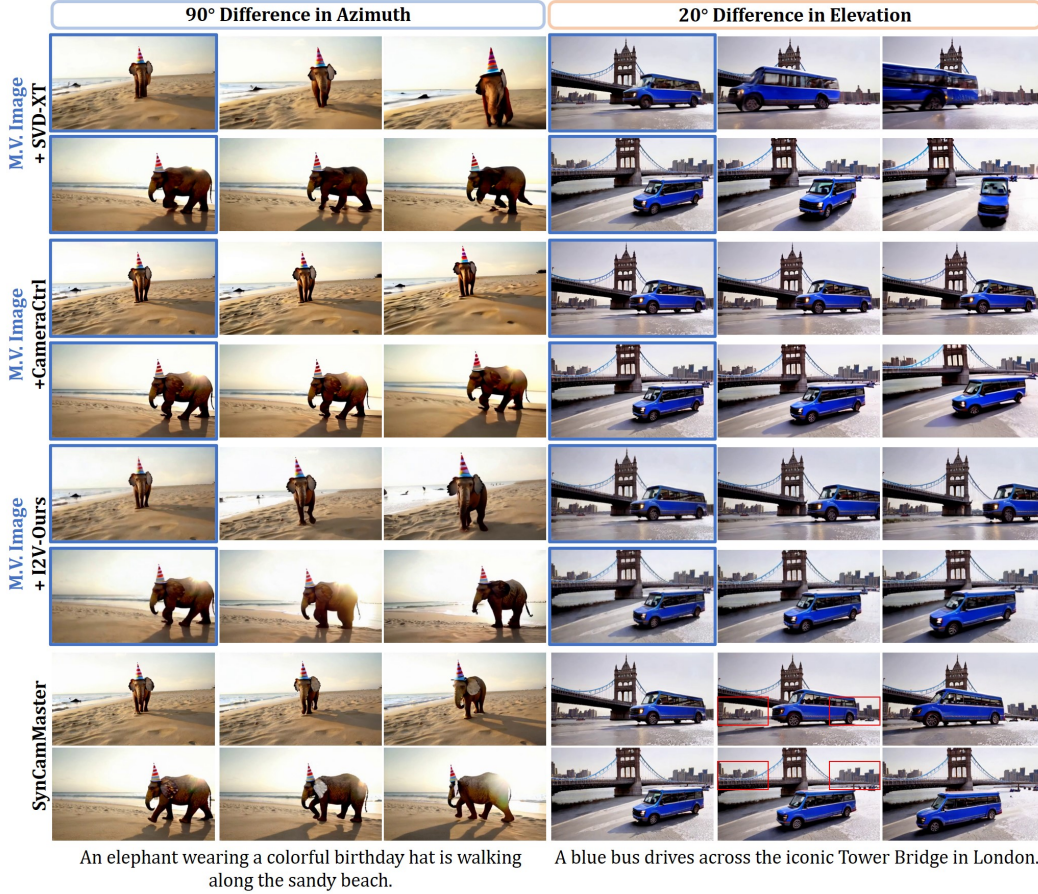 90° Difference in Azimuth
20° Difference in Elevation
M.V. Image
+ SVD-XT
M.V. Image
+CameraCtrl
M.V. Image
+ I2V-Ours
SynCamMaster
An elephant wearing a colorful birthday hat is walking
along the sandy beach.
A blue bus drives across the iconic Tower Bridge in London.